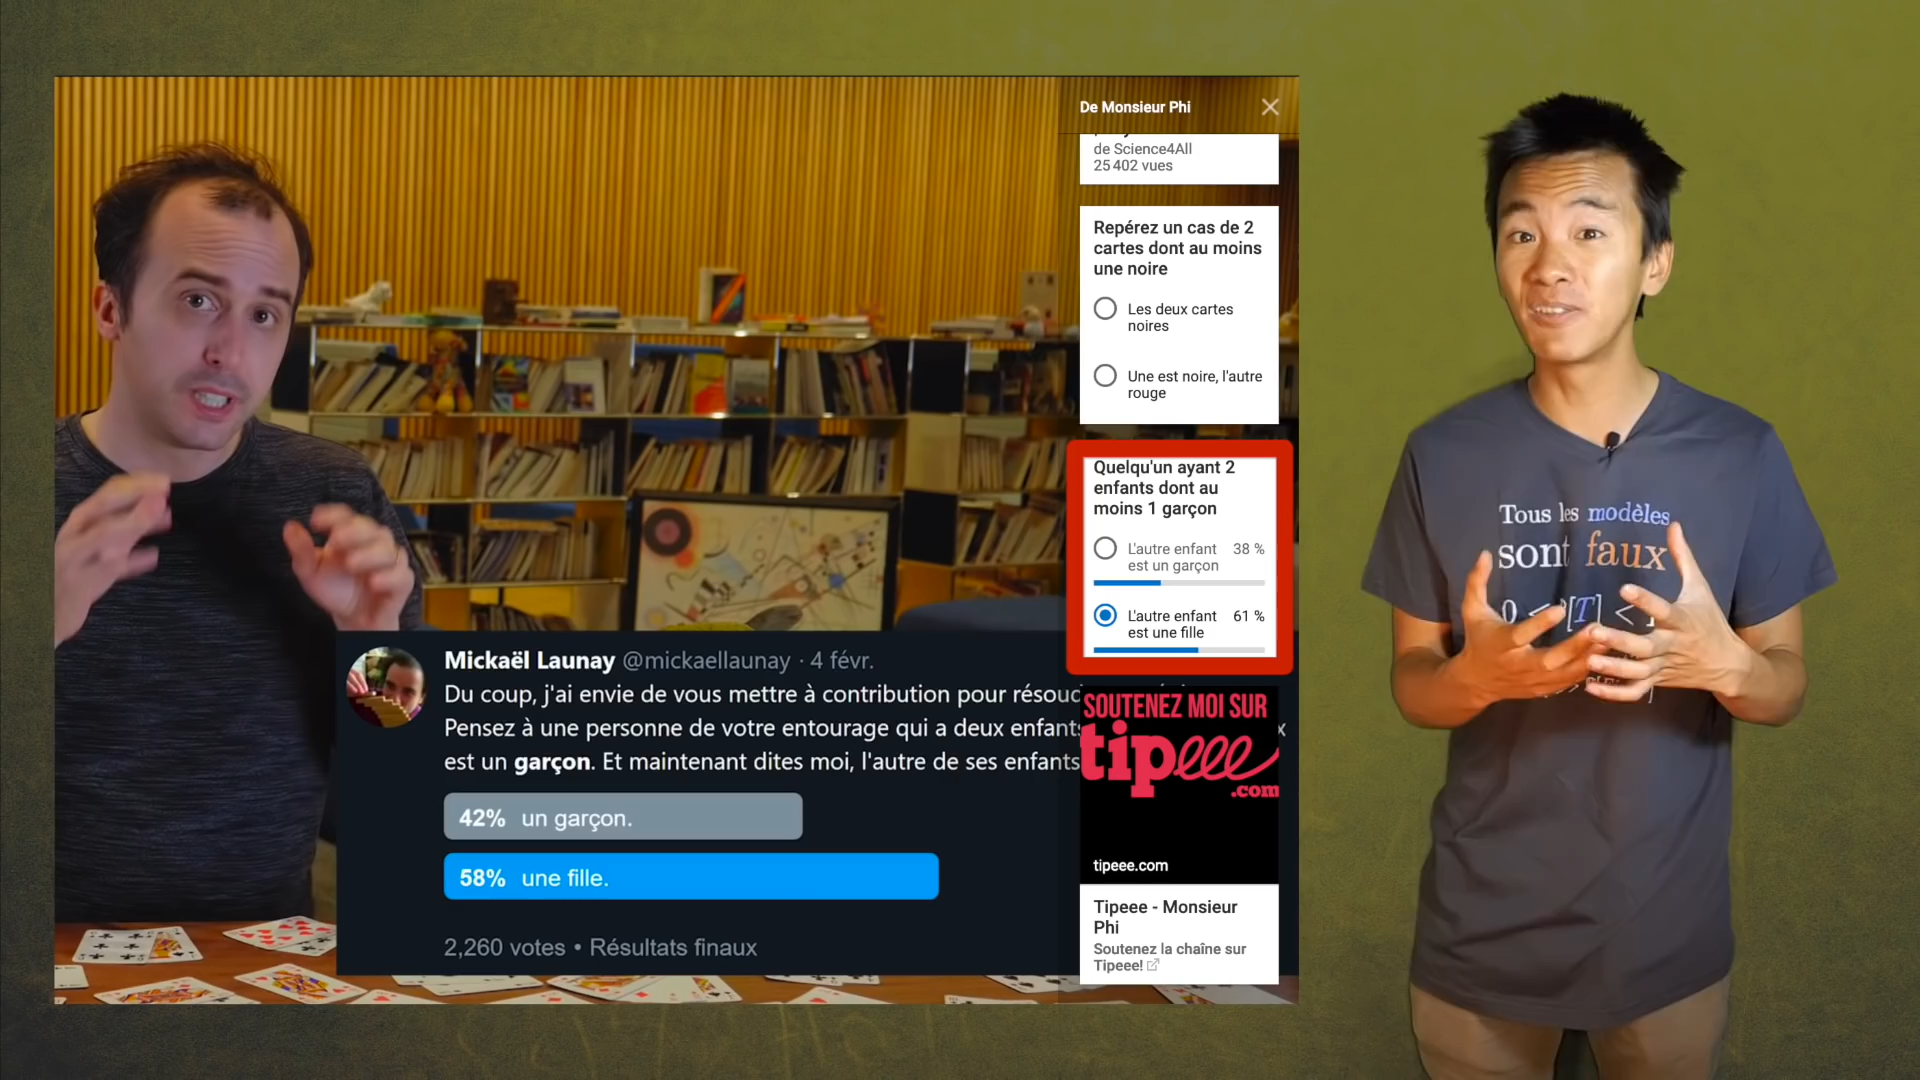 De Monsieur Phi
de Science4All
25 402 vues
Repérez un cas de 2
cartes dont au moins
une noire
Les deux cartes
noires
Une est noire, l'autre
rouge
Quelqu'un ayant 2
enfants dont au
moins 1 garçon
L'autre enfant 38 %
est un garçon
L'autre enfant 61 %
est une fille
SOUTENEZ MOI SUR
tipeee
.com
tipeee.com
Tipeee - Monsieur
Phi
Soutenez la chaîne sur
Tipeee!
Mickaël Launay @mickaellaunay · 4 févr.
Du coup, j'ai envie de vous mettre à contribution pour
Pensez à une personne de votre entourage qui a deux
est un garçon. Et maintenant dites moi, l'autre de ses enfants
42% un garçon.
58% une fille.
2,260 votes • Résultats finaux
Tous les modèles
sont faux